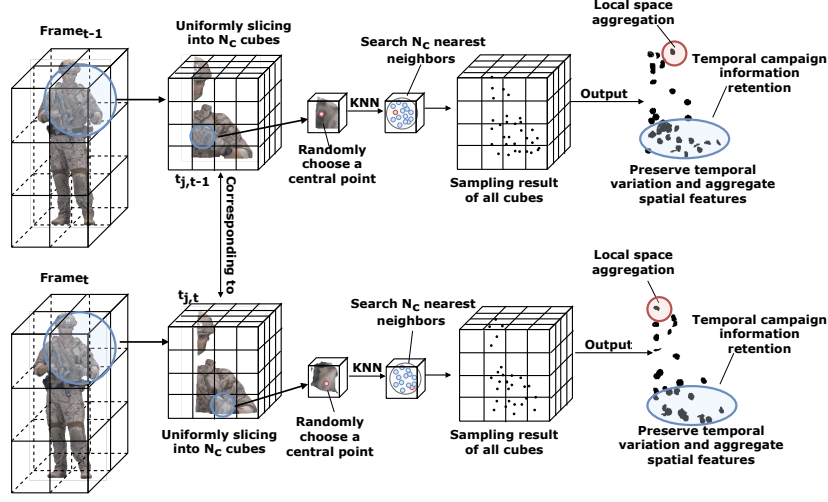 Frame_{t-1}
Uniformly slicing
into N_C cubes
t_{j,t-1}
Corresponding to
KNN
Randomly
choose a
central point
Search N_C nearest
neighbors
Sampling result
of all cubes
Output
Local space
aggregation
Temporal campaign
information
retention
Preserve temporal
variation and aggregate
spatial features
Frame_t
t_{j,t}
Uniformly slicing
into N_C cubes
KNN
Randomly
choose a
central point
Search N_C nearest
neighbors
Sampling result
of all cubes
Output
Local space
aggregation
Temporal campaign
information
retention
Preserve temporal
variation and aggregate
spatial features